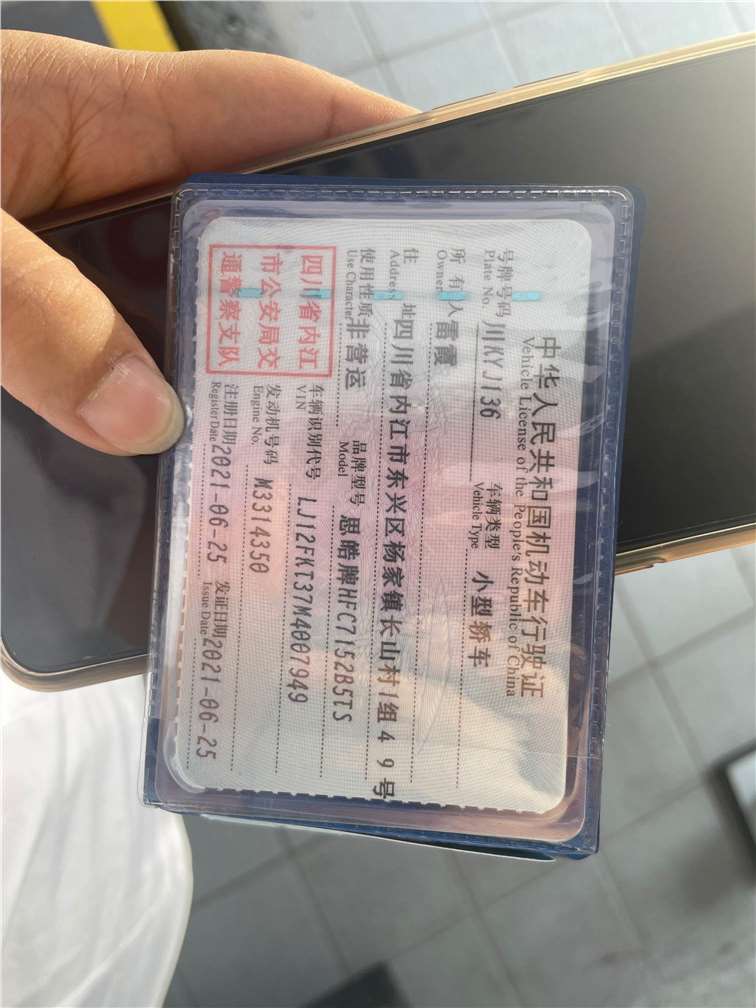 中华人民共和国机动车行驶证
Vehicle License of the People's Republic of China
号牌号码 川KYJ136 车辆类型 小型轿车
Plate No. Vehicle Type
所有人 雷霞
Owner
住址 四川省内江市东兴区杨家镇长山村1组49号
Address
使用性质 非营运 品牌型号 思皓牌HFC7152B5TS
Use Character Model
车辆识别代号 LJ12FKT37M4007949
VIN
发动机号码 M3314350
Engine No.
注册日期 2021-06-25 发证日期 2021-06-25
Register Date Issue Date
四川省内江
市公安局交
通警察支队